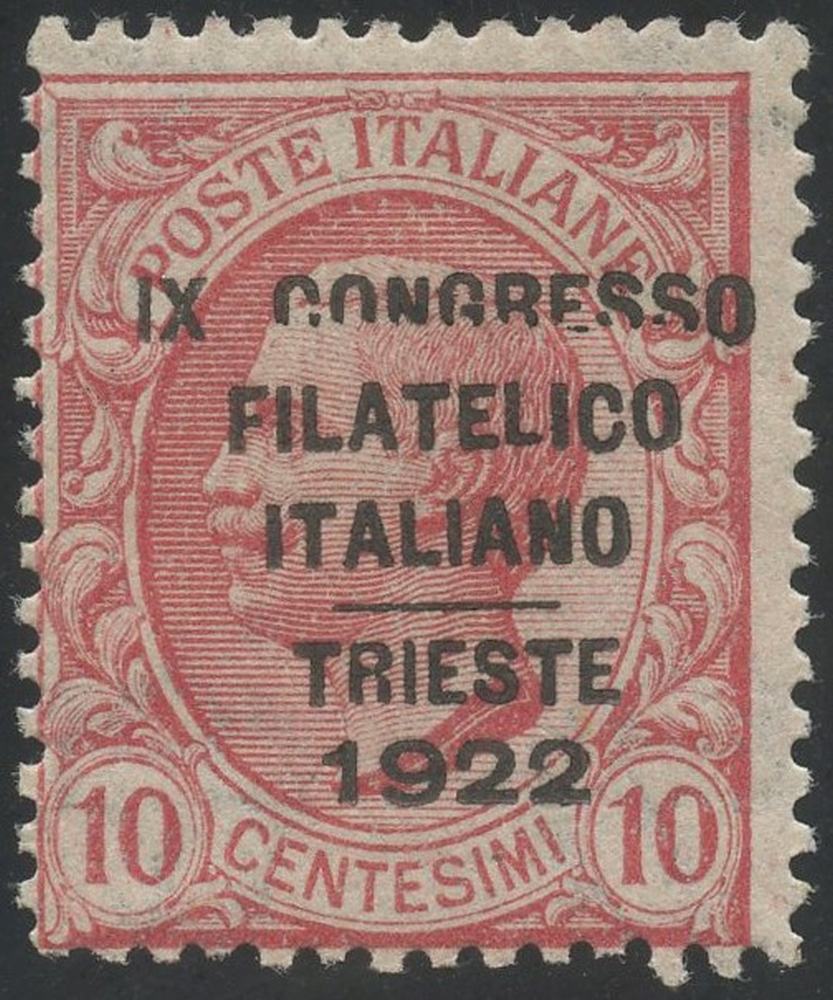 POSTE ITALIANE
IX CONGRESSO
FILATELICO
ITALIANO
TRIESTE
1922
10 CENTESIMI 10